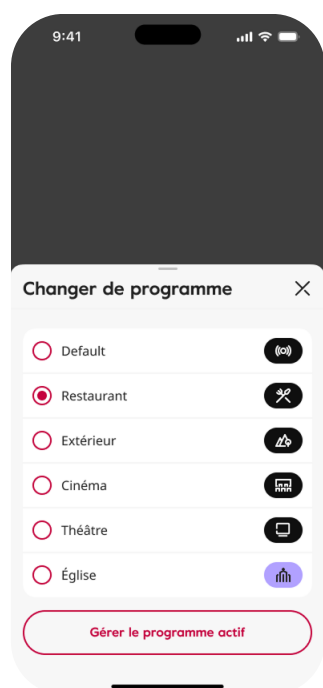 9:41
Changer de programme
Default
Restaurant
Extérieur
Cinéma
Théâtre
Église
Gérer le programme actif